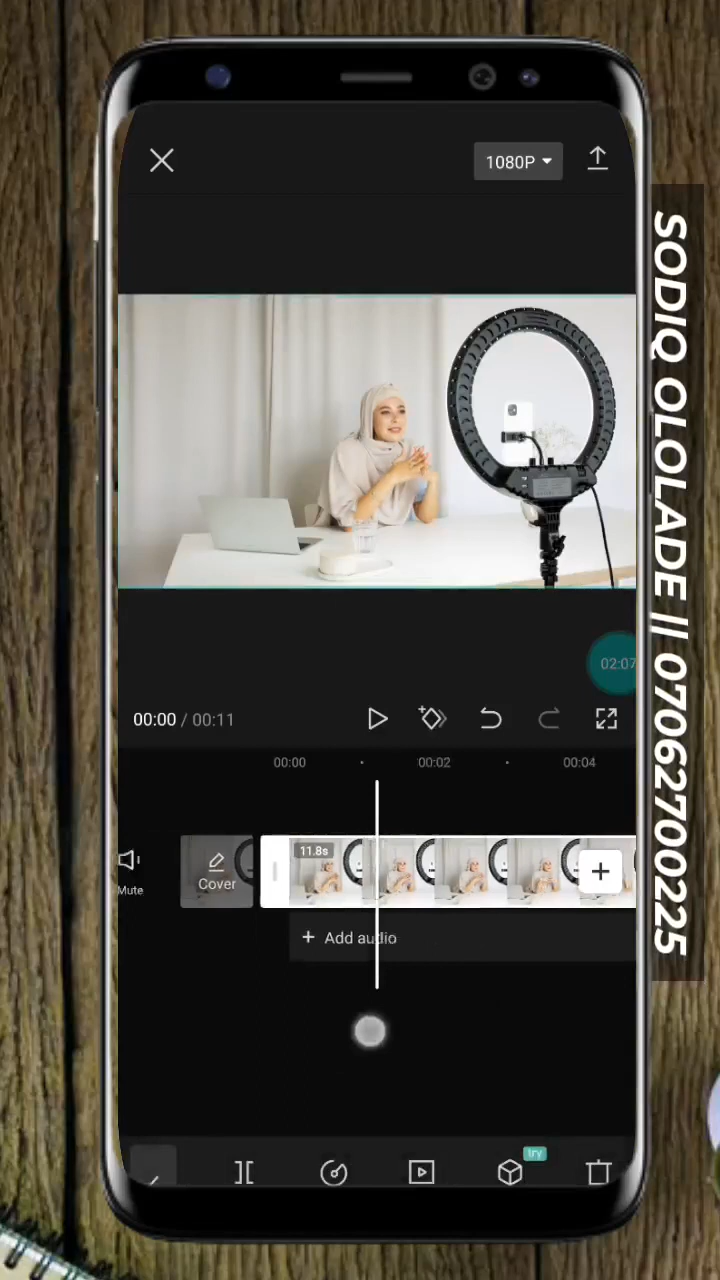 1080P
02:07
00:00 / 00:11
00:00
00:02
00:04
11.8s
Mute
Cover
+
+ Add audio
try
SODIQ OLOLADE || 07062700225